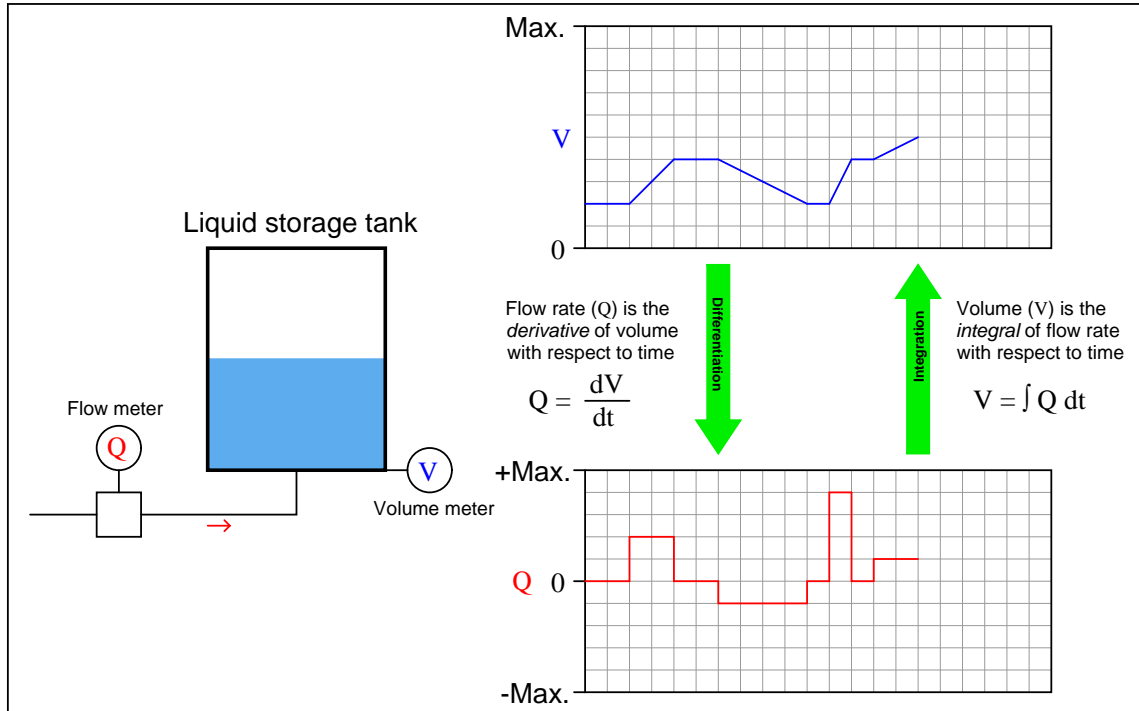 Max.
V
0
Liquid storage tank
Flow meter
Q
V
Volume meter
Flow rate (Q) is the
derivative of volume
with respect to time
Q = dV
dt
Differentiation
Integration
Volume (V) is the
integral of flow rate
with respect to time
V = ∫ Q dt
+Max.
Q 0
-Max.